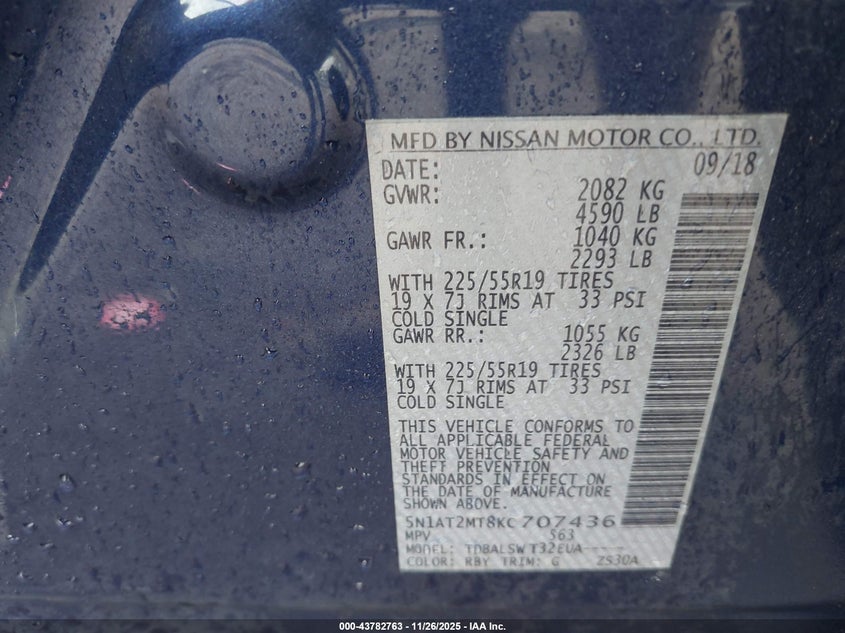 MFD BY NISSAN MOTOR CO., LTD.
DATE: 09/18
GVWR: 2082 KG
4590 LB
GAWR FR.: 1040 KG
2293 LB
WITH 225/55R19 TIRES
19 X 7J RIMS AT 33 PSI
COLD SINGLE
GAWR RR.: 1055 KG
2326 LB
WITH 225/55R19 TIRES
19 X 7J RIMS AT 33 PSI
COLD SINGLE
THIS VEHICLE CONFORMS TO
ALL APPLICABLE FEDERAL
MOTOR VEHICLE SAFETY AND
THEFT PREVENTION
STANDARDS IN EFFECT ON
THE DATE OF MANUFACTURE
SHOWN ABOVE.
5N1AT2MT8KC707436
MPV S63
MODEL: TDBALSW T32EUA-----
COLOR: RBY TRIM: G ZS30A
000-43782763 - 11/26/2025 - IAA Inc.